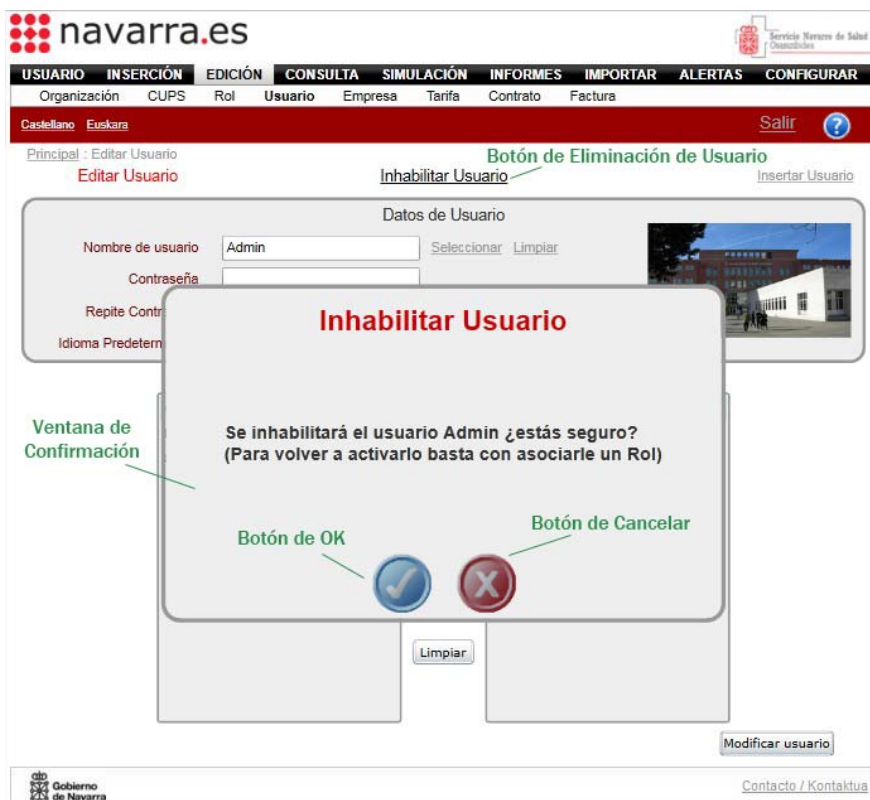 navarra.es
Servicio Navarro de Salud
Osasunbidea
USUARIO INSERCIÓN EDICIÓN CONSULTA SIMULACIÓN INFORMES IMPORTAR ALERTAS CONFIGURAR
Organización CUPS Rol Usuario Empresa Tarifa Contrato Factura
Castellano Euskara Salir ?
Principal : Editar Usuario
Botón de Eliminación de Usuario
Editar Usuario Inhabilitar Usuario Insertar Usuario
Datos de Usuario
Nombre de usuario Admin Seleccionar Limpiar
Contraseña
Repite Contr
Idioma Predetern
Inhabilitar Usuario
Ventana de
Confirmación
Se inhabilitará el usuario Admin ¿estás seguro?
(Para volver a activarlo basta con asociarle un Rol)
Botón de OK
Botón de Cancelar
Limpiar
Modificar usuario
Gobierno
de Navarra
Contacto / Kontaktua